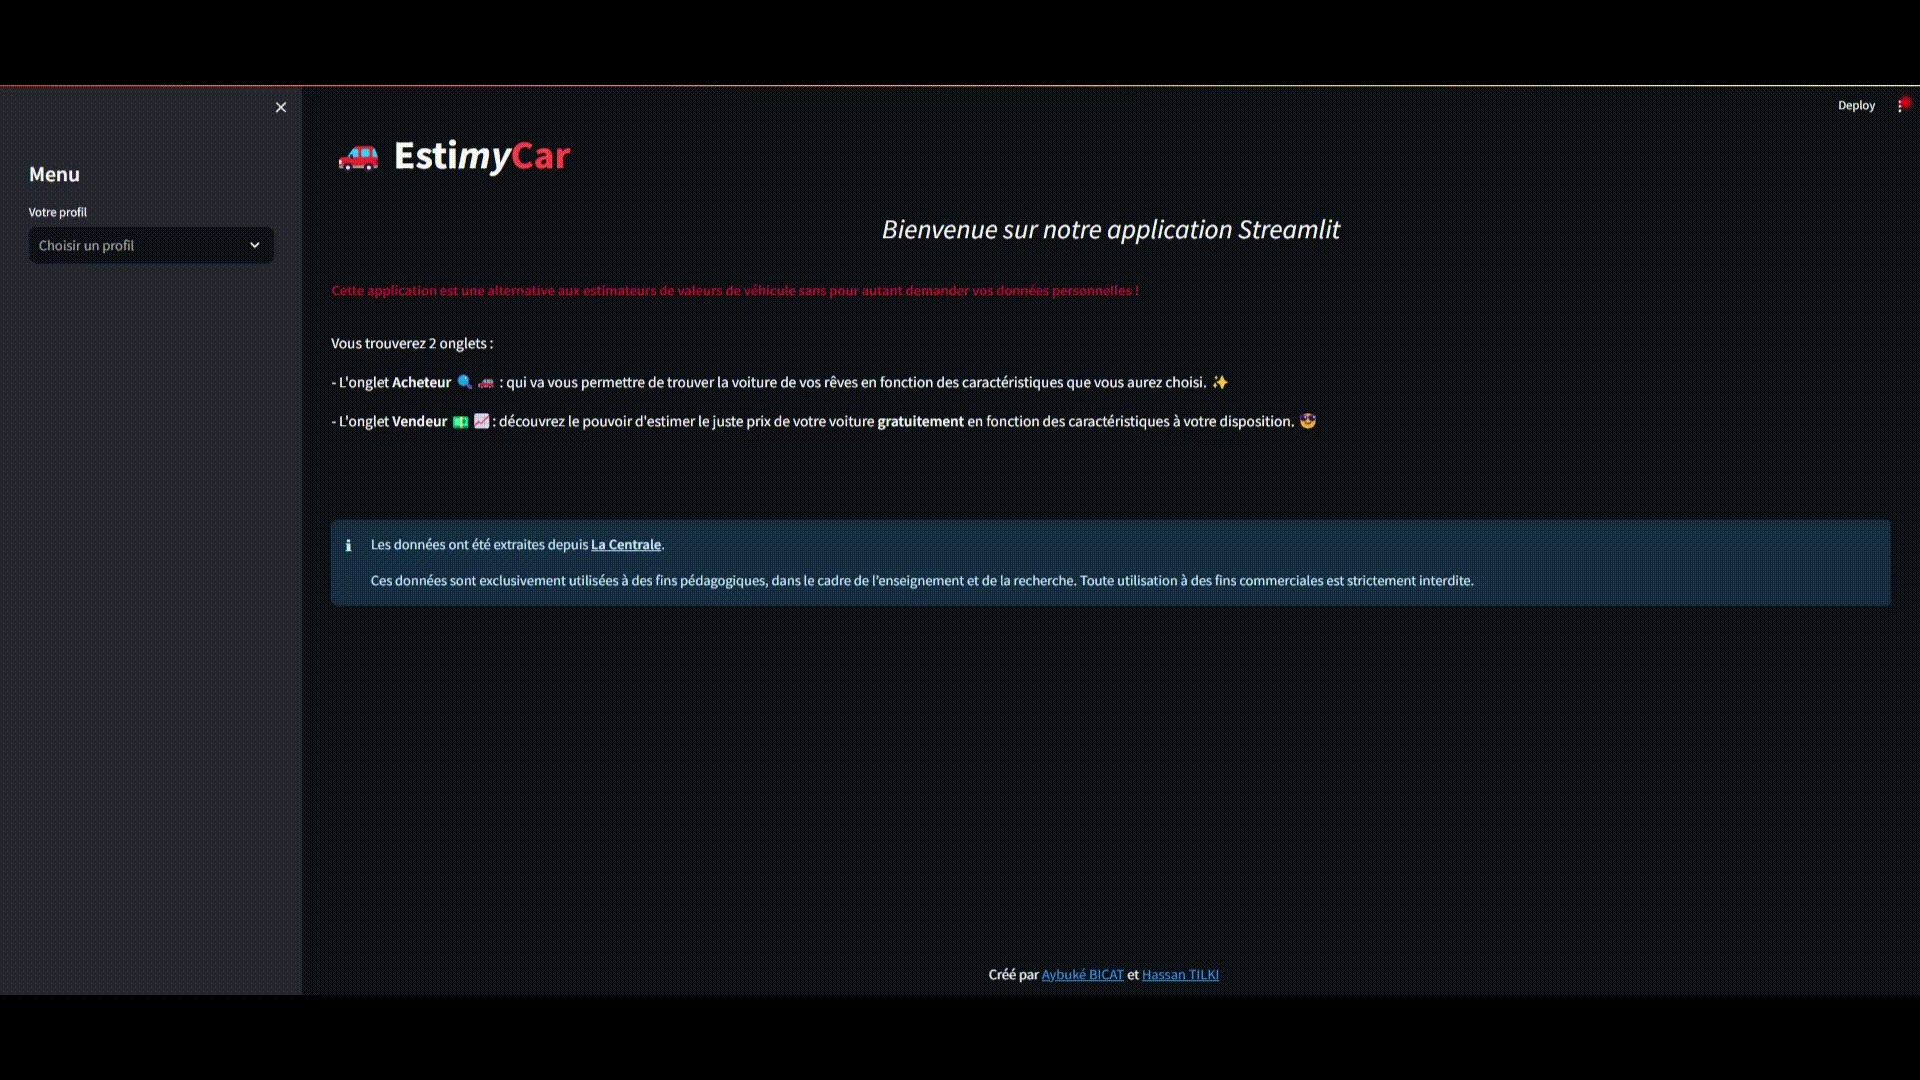 Deploy
EstimyCar
Menu
Votre profil
Choisir un profil
Bienvenue sur notre application Streamlit
Cette application est une alternative aux estimateurs de valeurs de véhicule sans pour autant demander vos données personnelles !
Vous trouverez 2 onglets :
- L'onglet Acheteur 🔍 🚗 : qui va vous permettre de trouver la voiture de vos rêves en fonction des caractéristiques que vous aurez choisi. ✨
- L'onglet Vendeur 💵 📈 : découvrez le pouvoir d'estimer le juste prix de votre voiture gratuitement en fonction des caractéristiques à votre disposition. 🤓
Les données ont été extraites depuis La Centrale.
Ces données sont exclusivement utilisées à des fins pédagogiques, dans le cadre de l'enseignement et de la recherche. Toute utilisation à des fins commerciales est strictement interdite.
Créé par Aybuké BICAT et Hassan TILKI